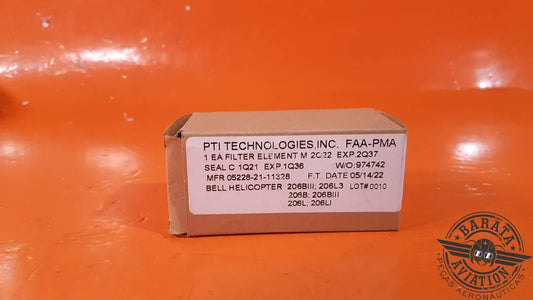 PTI TECHNOLOGIES,INC. FAA-PMA
1 EA FILTER ELEMENT M 2Q22 EXP.2Q37
SEAL C 1Q21 EXP.1Q36 W/O: 974742
MFR 05228-21-11328 F.T. DATE 05/14/22
BELL HELICOPTER 206BIII; 206L3 LOT# 0010
206B; 206BIII
206L; 206LI
BARATA
AVIATION
PEÇAS AERONÁUTICAS